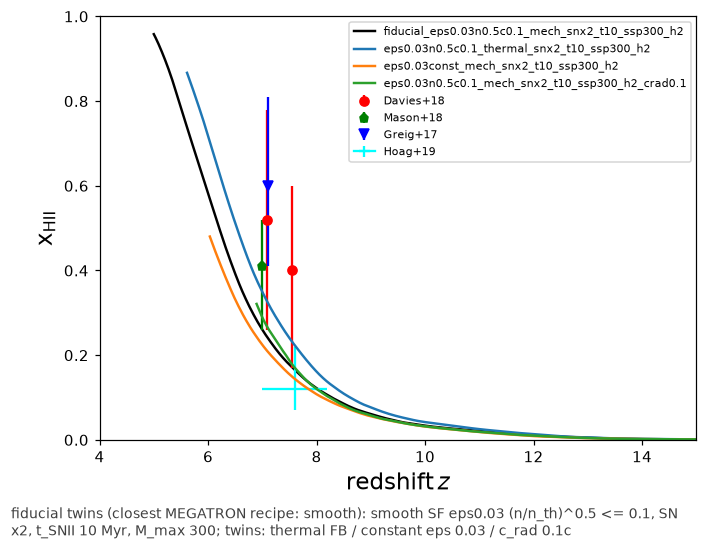 fiducial_eps0.03n0.5c0.1_mech_snx2_t10_ssp300_h2
eps0.03n0.5c0.1_thermal_snx2_t10_ssp300_h2
eps0.03const_mech_snx2_t10_ssp300_h2
eps0.03n0.5c0.1_mech_snx2_t10_ssp300_h2_crad0.1
Davies+18
Mason+18
Greig+17
Hoag+19
1.0
0.8
0.6
0.4
0.2
0.0
xHII
4
6
8
10
12
14
redshift z
fiducial twins (closest MEGATRON recipe: smooth): smooth SF eps0.03 (n/n_th)^0.5 <= 0.1, SN
x2, t_SNII 10 Myr, M_max 300; twins: thermal FB / constant eps 0.03 / c_rad 0.1c